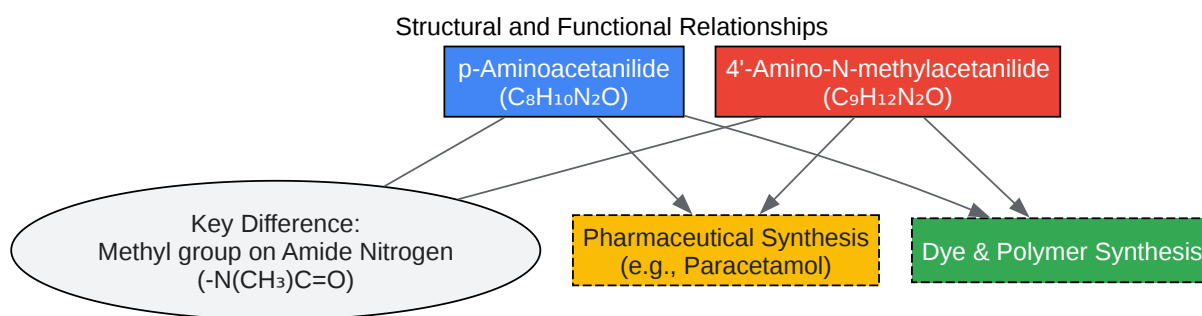 Structural and Functional Relationships
p-Aminoacetanilide
(C₈H₁₀N₂O)
4'-Amino-N-methylacetanilide
(C₉H₁₂N₂O)
Key Difference:
Methyl group on Amide Nitrogen
(-N(CH₃)C=O)
Pharmaceutical Synthesis
(e.g., Paracetamol)
Dye & Polymer Synthesis